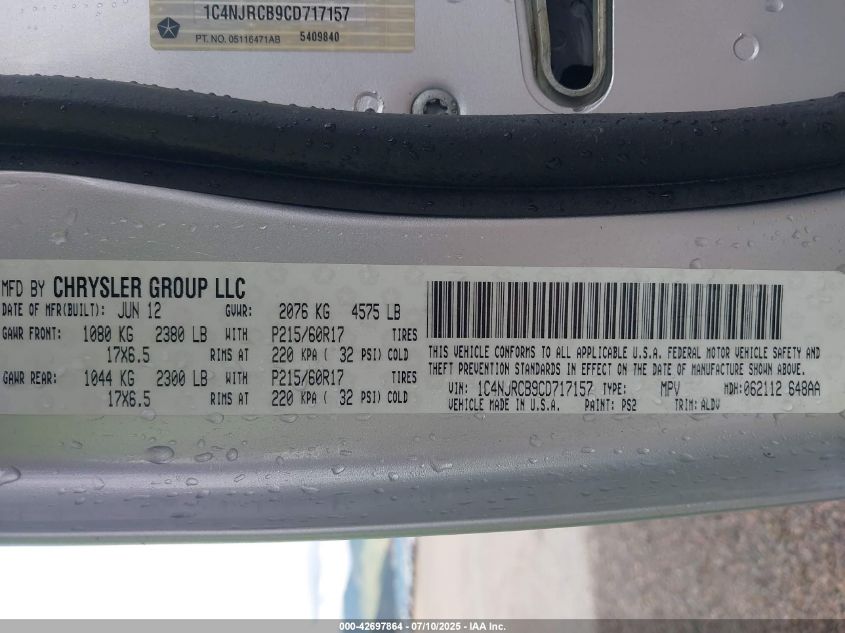 1C4NJRCB9CD717157
PT. NO. 05116471AB 5409840
MFD BY CHRYSLER GROUP LLC
DATE OF MFR(BUILT): JUN 12 GVWR: 2076 KG 4575 LB
GAWR FRONT: 1080 KG 2380 LB WITH P215/60R17 TIRES
17X6.5 RIMS AT 220 KPA ( 32 PSI) COLD
GAWR REAR: 1044 KG 2300 LB WITH P215/60R17 TIRES
17X6.5 RIMS AT 220 KPA ( 32 PSI) COLD
THIS VEHICLE CONFORMS TO ALL APPLICABLE U.S.A. FEDERAL MOTOR VEHICLE SAFETY AND
THEFT PREVENTION STANDARDS IN EFFECT ON THE DATE OF MANUFACTURE SHOWN ABOVE.
VIN: 1C4NJRCB9CD717157 TYPE: MPV MDH: 062112 648AA
VEHICLE MADE IN U.S.A. PAINT: PS2 TRIM: ALDV
000-42697864 - 07/10/2025 - IAA Inc.